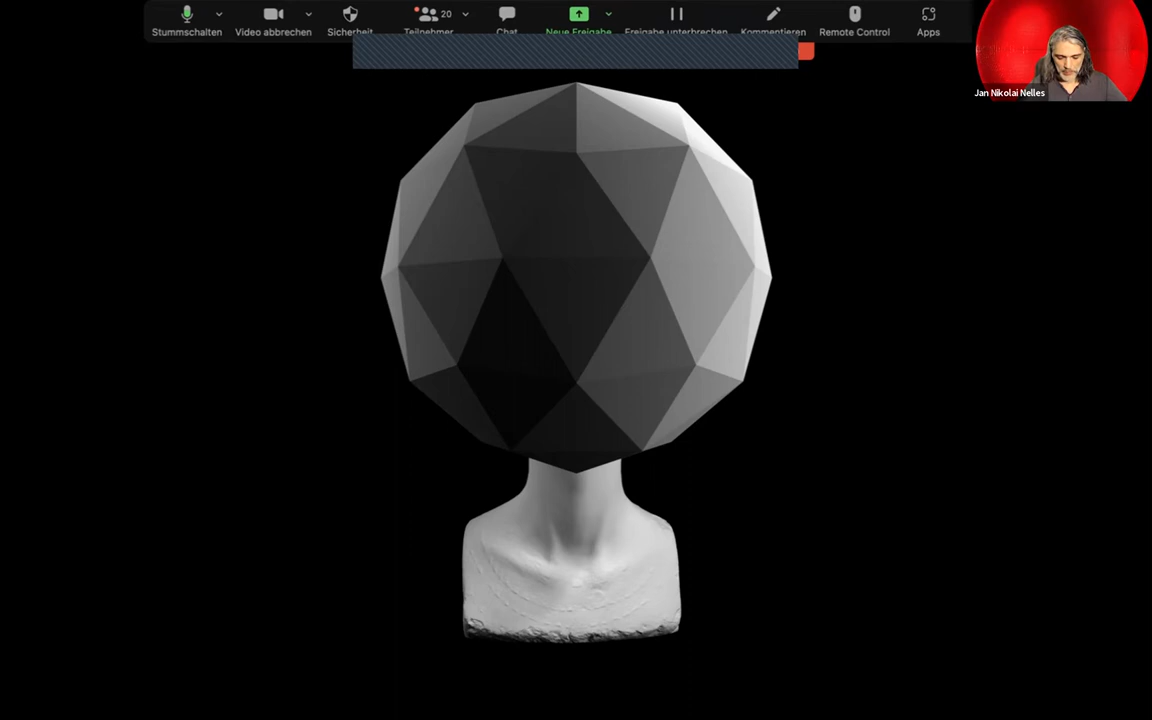 20
Stummschalten
Video abbrechen
Sicherheit
Teilnehmer
Chat
Neue Freigabe
Freigabe unterbrechen
Kommentieren
Remote Control
Apps
Jan Nikolai Nelles